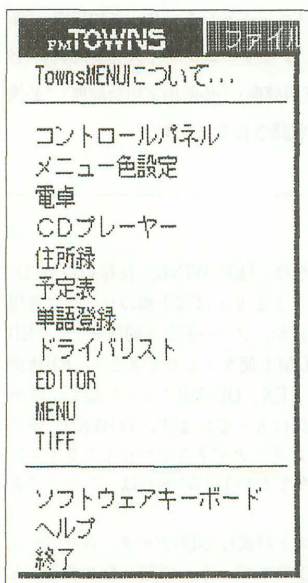 FMTOWNS ファイル
TownsMENUについて...
コントロールパネル
メニュー色設定
電卓
CDプレーヤー
住所録
予定表
単語登録
ドライバリスト
EDITOR
MENU
TIFF
ソフトウェアキーボード
ヘルプ
終了